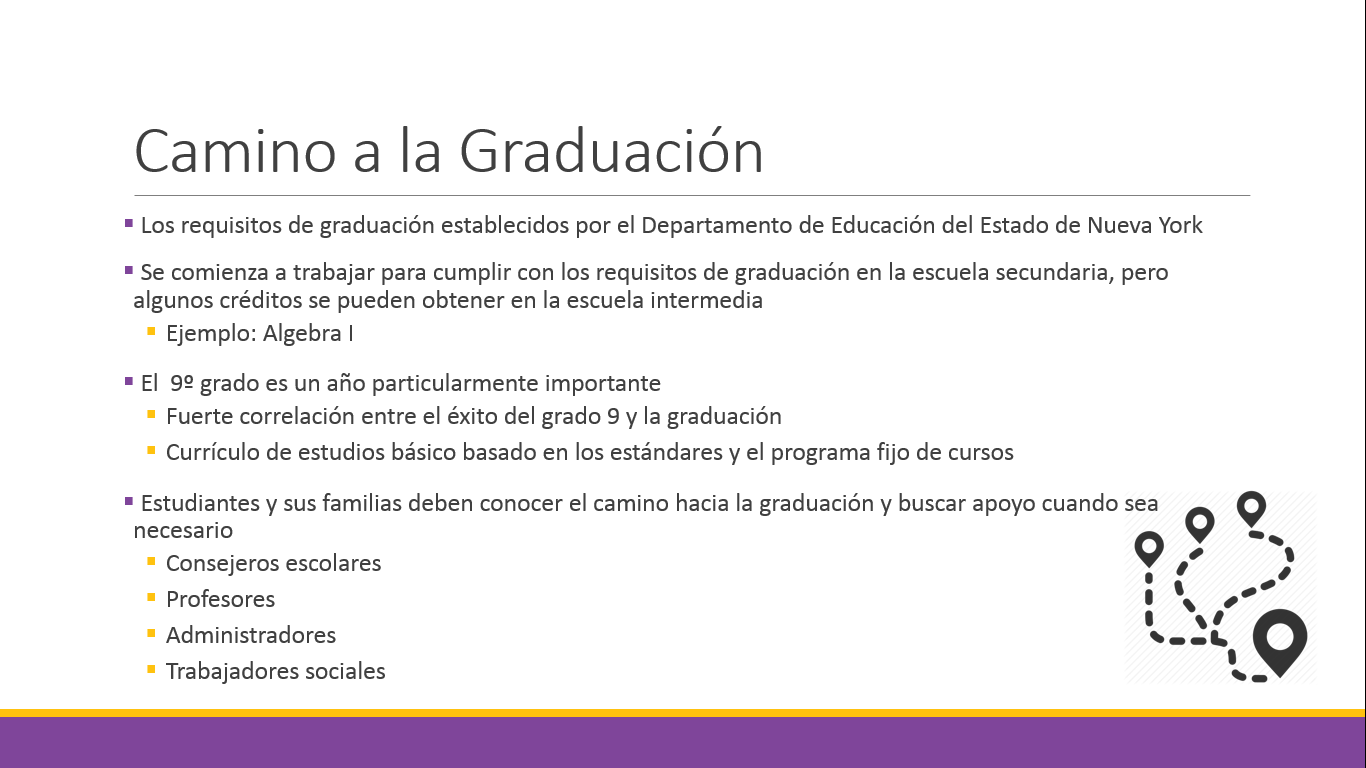 Camino a la Graduación
Los requisitos de graduación establecidos por el Departamento de Educación del Estado de Nueva York
Se comienza a trabajar para cumplir con los requisitos de graduación en la escuela secundaria, pero
algunos créditos se pueden obtener en la escuela intermedia
Ejemplo: Algebra I
El  9º grado es un año particularmente importante
Fuerte correlación entre el éxito del grado 9 y la graduación
Currículo de estudios básico basado en los estándares y el programa fijo de cursos
Estudiantes y sus familias deben conocer el camino hacia la graduación y buscar apoyo cuando sea
necesario
Consejeros escolares
Profesores
Administradores
Trabajadores sociales